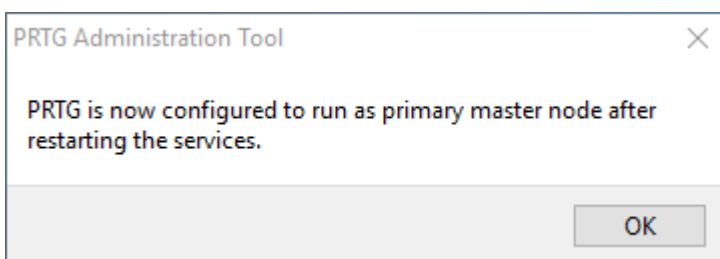 PRTG Administration Tool
PRTG is now configured to run as primary master node after
restarting the services.
OK